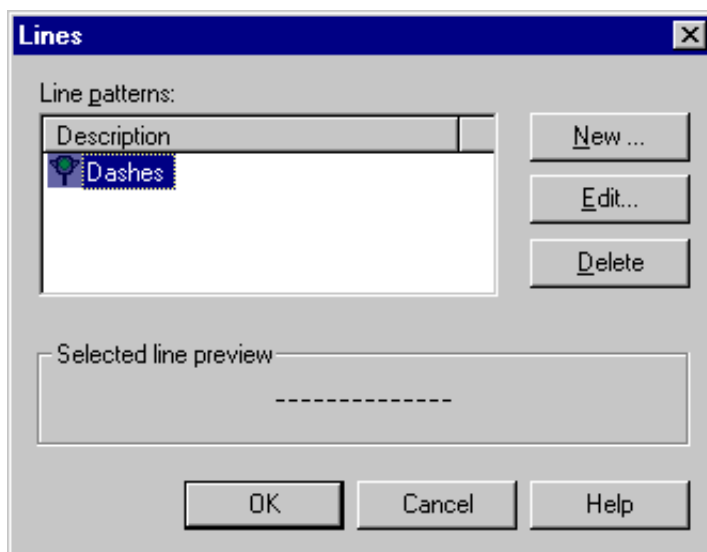 Lines
Line patterns:
Description
Dashes
New ...
Edit...
Delete
Selected line preview
--------------
OK
Cancel
Help